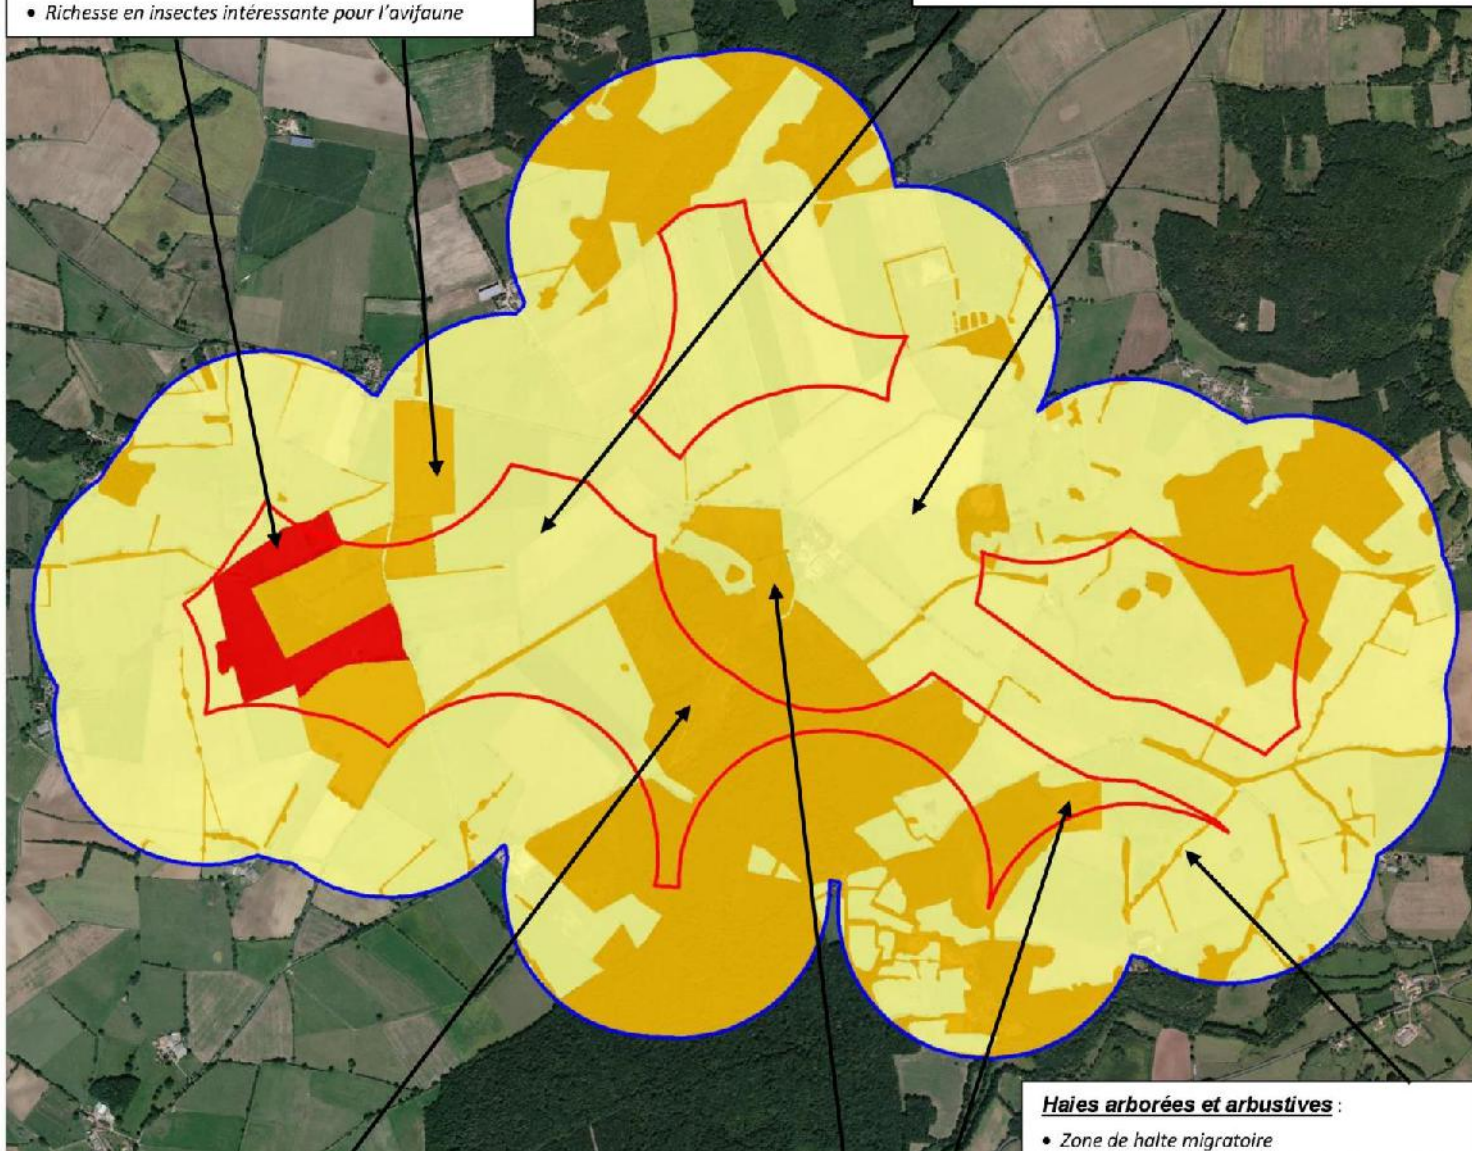 • Richesse en insectes intéressante pour l'avifaune
Haies arborées et arbustives :
• Zone de halte migratoire